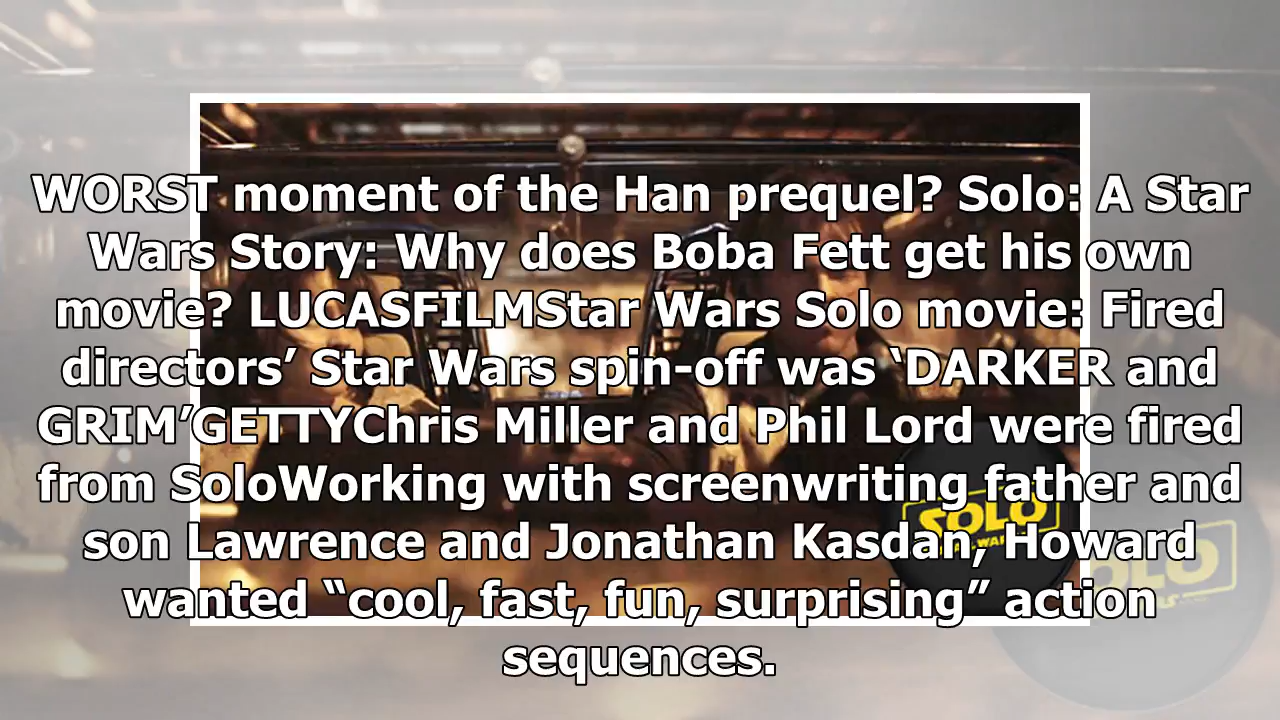 WORST moment of the Han prequel? Solo: A Star
Wars Story: Why does Boba Fett get his own
movie? LUCASFILMStar Wars Solo movie: Fired
directors’ Star Wars spin-off was ‘DARKER and
GRIM’GETTYChris Miller and Phil Lord were fired
from SoloWorking with screenwriting father and
son Lawrence and Jonathan Kasdan, Howard
wanted “cool, fast, fun, surprising” action
sequences.
SOLO